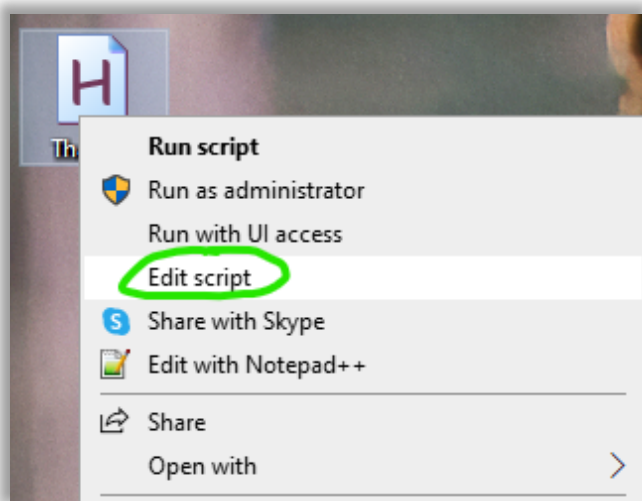 H
Th
Run script
Run as administrator
Run with UI access
Edit script
S
Share with Skype
Edit with Notepad++
Share
Open with